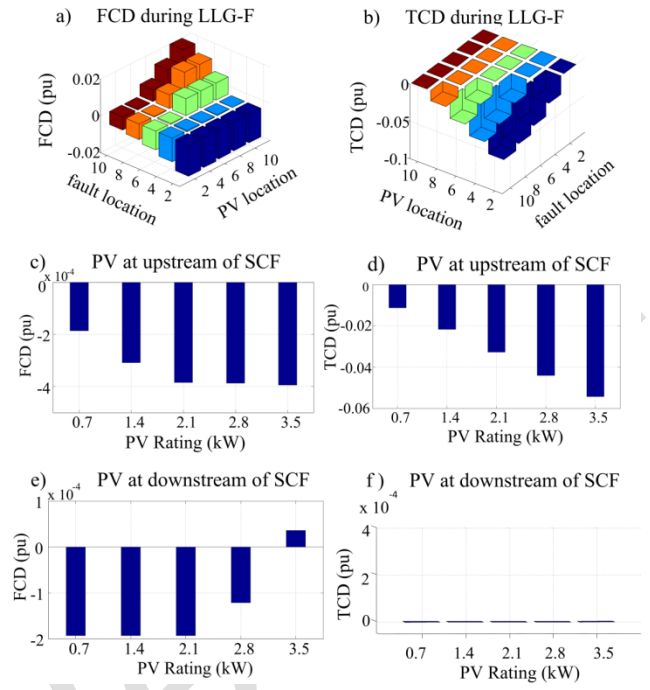 a) FCD during LLG-F
b) TCD during LLG-F
0.02
0
-0.02
FCD (pu)
10 8 6 4 2
fault location
2 4 6 8 10
PV location
0
-0.05
-0.1
TCD (pu)
10 8 6 4 2
PV location
10 8 6 4 2
fault location
c) PV at upstream of SCF
x 10-4
0
-2
-4
FCD (pu)
0.7 1.4 2.1 2.8 3.5
PV Rating (kW)
d) PV at upstream of SCF
0
-0.02
-0.04
-0.06
TCD (pu)
0.7 1.4 2.1 2.8 3.5
PV Rating (kW)
e) PV at downstream of SCF
x 10-4
1
0
-1
-2
FCD (pu)
0.7 1.4 2.1 2.8 3.5
PV Rating (kW)
f) PV at downstream of SCF
x 10-4
4
2
0
TCD (pu)
0.7 1.4 2.1 2.8 3.5
PV Rating (kW)